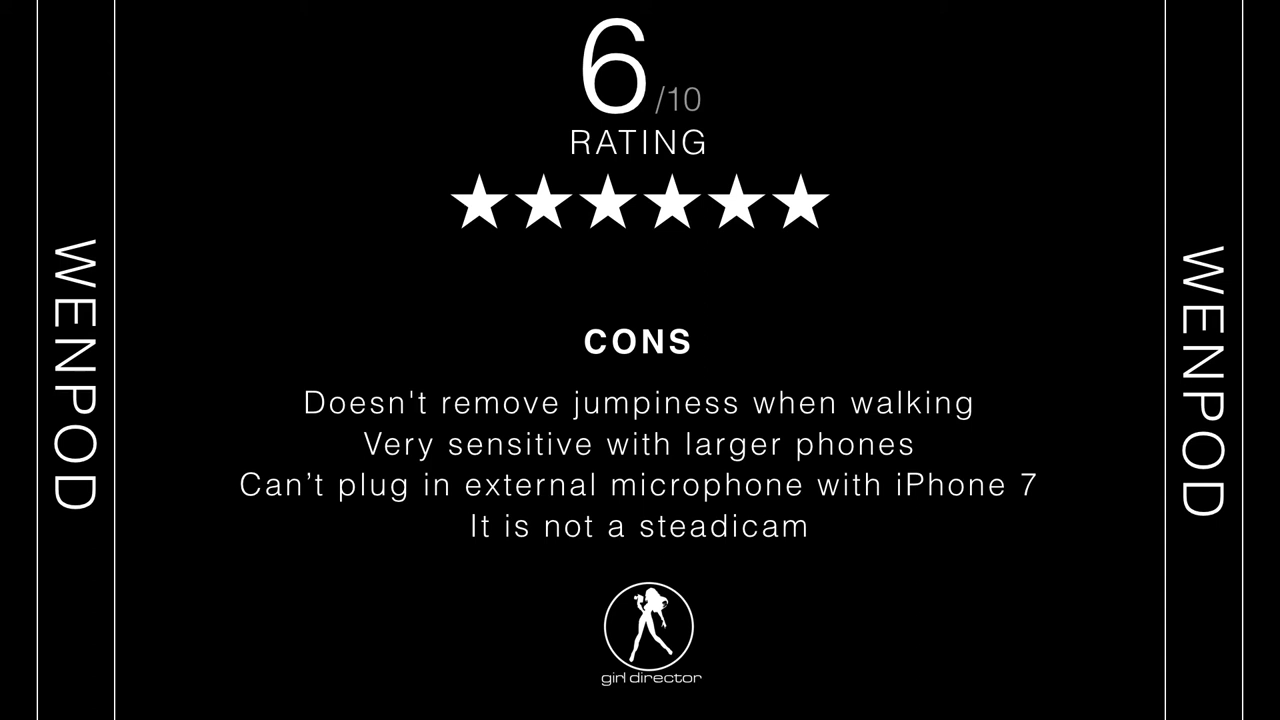 6/10
RATING
CONS
Doesn't remove jumpiness when walking
Very sensitive with larger phones
Can’t plug in external microphone with iPhone 7
It is not a steadicam
girl director
WENPOD
WENPOD